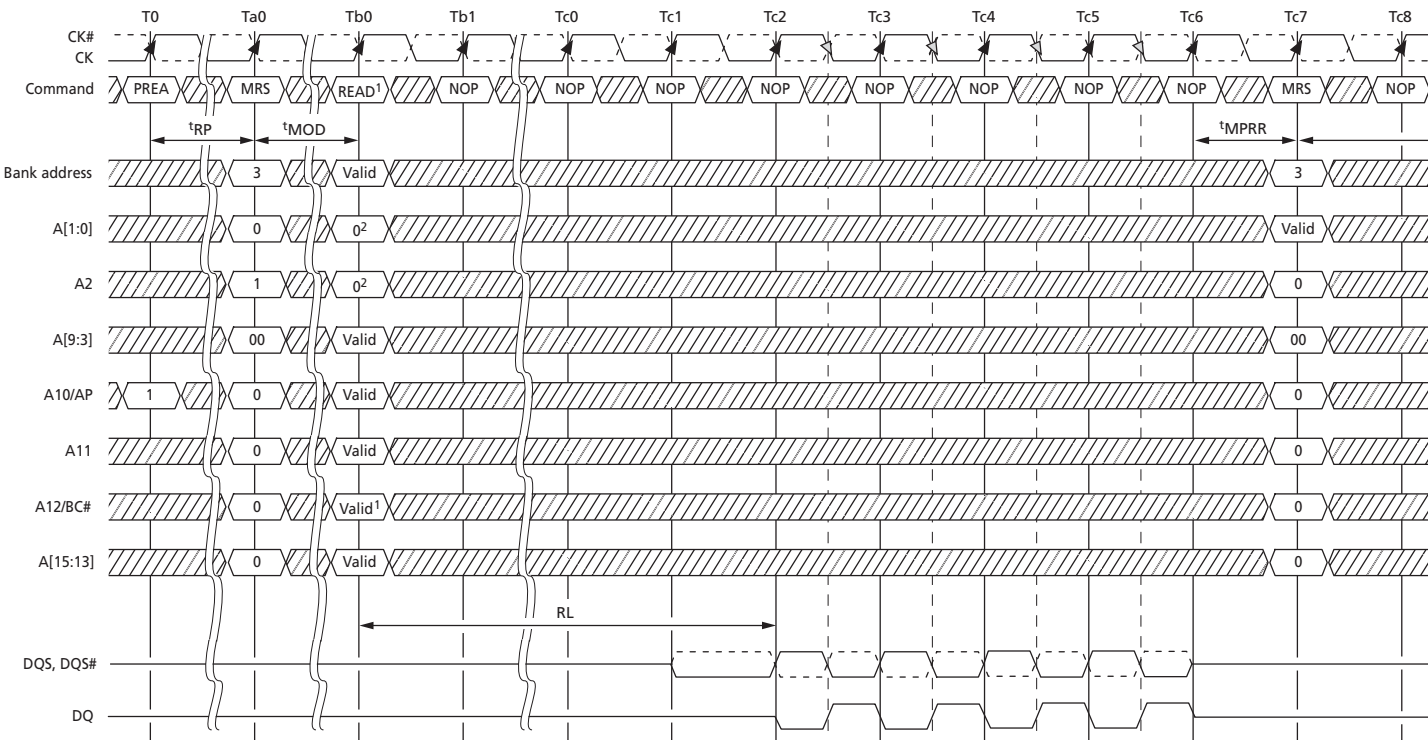 T0 Ta0 Tb0 Tb1 Tc0 Tc1 Tc2 Tc3 Tc4 Tc5 Tc6 Tc7 Tc8
CK#
CK
Command PREA MRS READ¹ NOP NOP NOP NOP NOP NOP NOP NOP MRS NOP
tRP tMOD tMPRR
Bank address 3 Valid 3
A[1:0] 0 0² Valid
A2 1 0² 0
A[9:3] 00 Valid 00
A10/AP 1 0 Valid 0
A11 0 Valid 0
A12/BC# 0 Valid¹ 0
A[15:13] 0 Valid 0
RL
DQS, DQS#
DQ